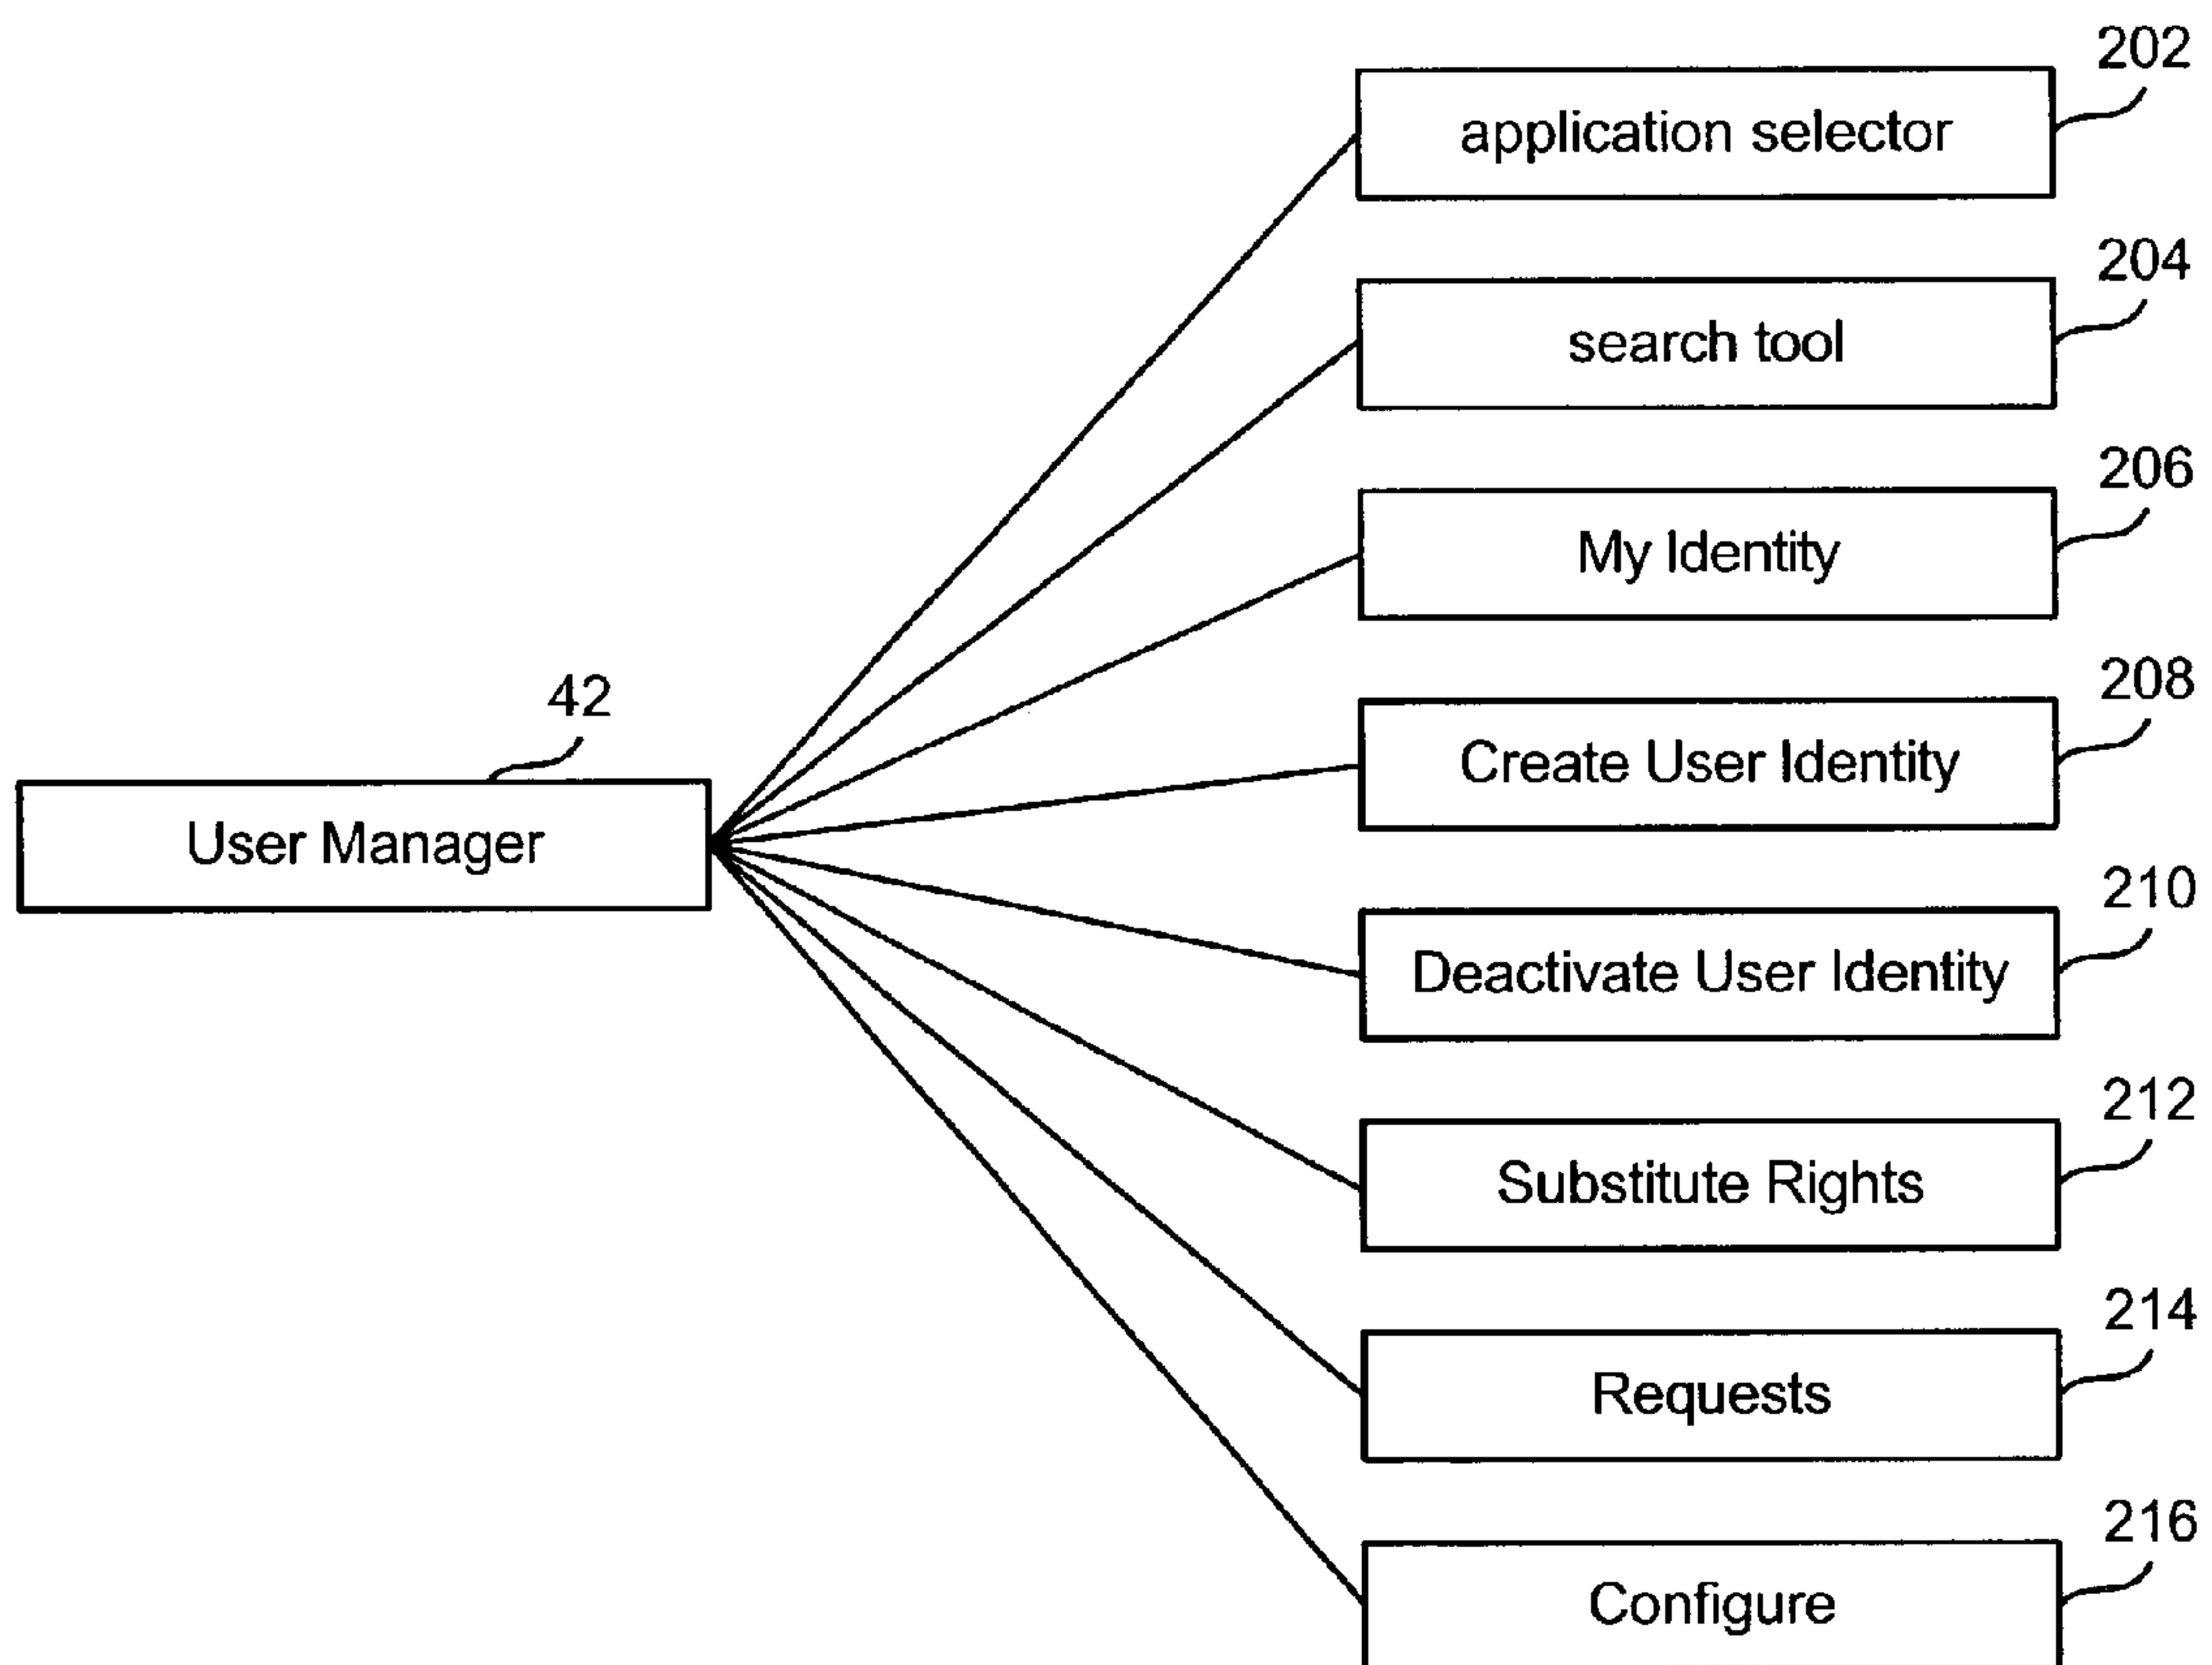 202
application selector
204
search tool
206
My Identity
208
Create User Identity
42
User Manager
210
Deactivate User Identity
212
Substitute Rights
214
Requests
216
Configure